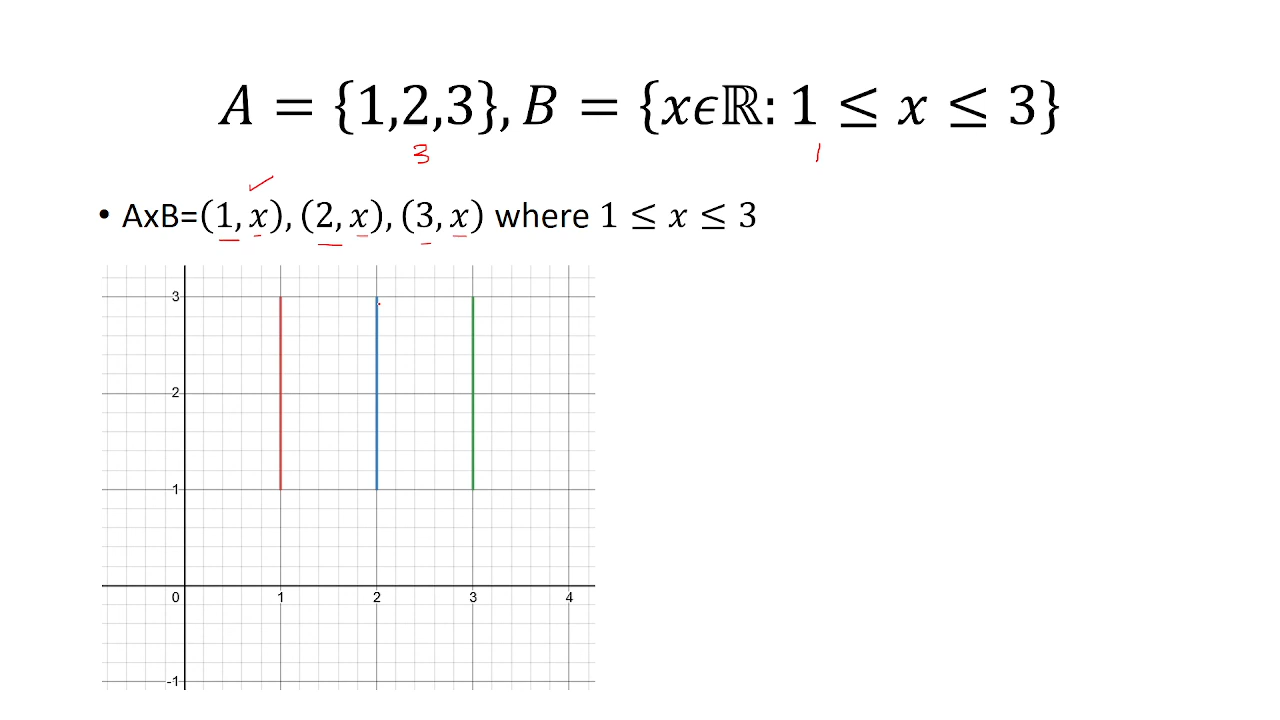 A = {1,2,3}, B = {xϵℝ: 1 ≤ x ≤ 3}
3 1
• AxB=(1, x), (2, x), (3, x) where 1 ≤ x ≤ 3
3
2
1
0 1 2 3 4
-1